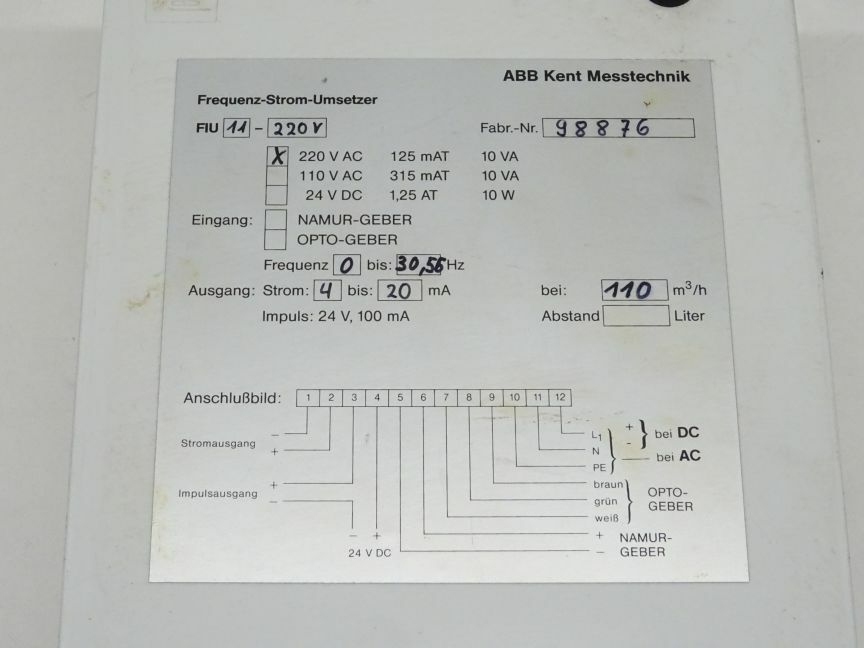 ABB Kent Messtechnik
Frequenz-Strom-Umsetzer
FIU 11 - 220 V Fabr.-Nr. 98876
X 220 V AC 125 mAT 10 VA
110 V AC 315 mAT 10 VA
24 V DC 1,25 AT 10 W
Eingang: NAMUR-GEBER
OPTO-GEBER
Frequenz 0 bis: 30,56 Hz
Ausgang: Strom: 4 bis: 20 mA bei: 110 m³/h
Impuls: 24 V, 100 mA Abstand Liter
Anschlußbild: 1 2 3 4 5 6 7 8 9 10 11 12
Stromausgang - +
L1 + - bei DC
N
PE bei AC
Impulsausgang + -
braun
grün OPTO-GEBER
weiß
- + 24 V DC
+ NAMUR-
- GEBER